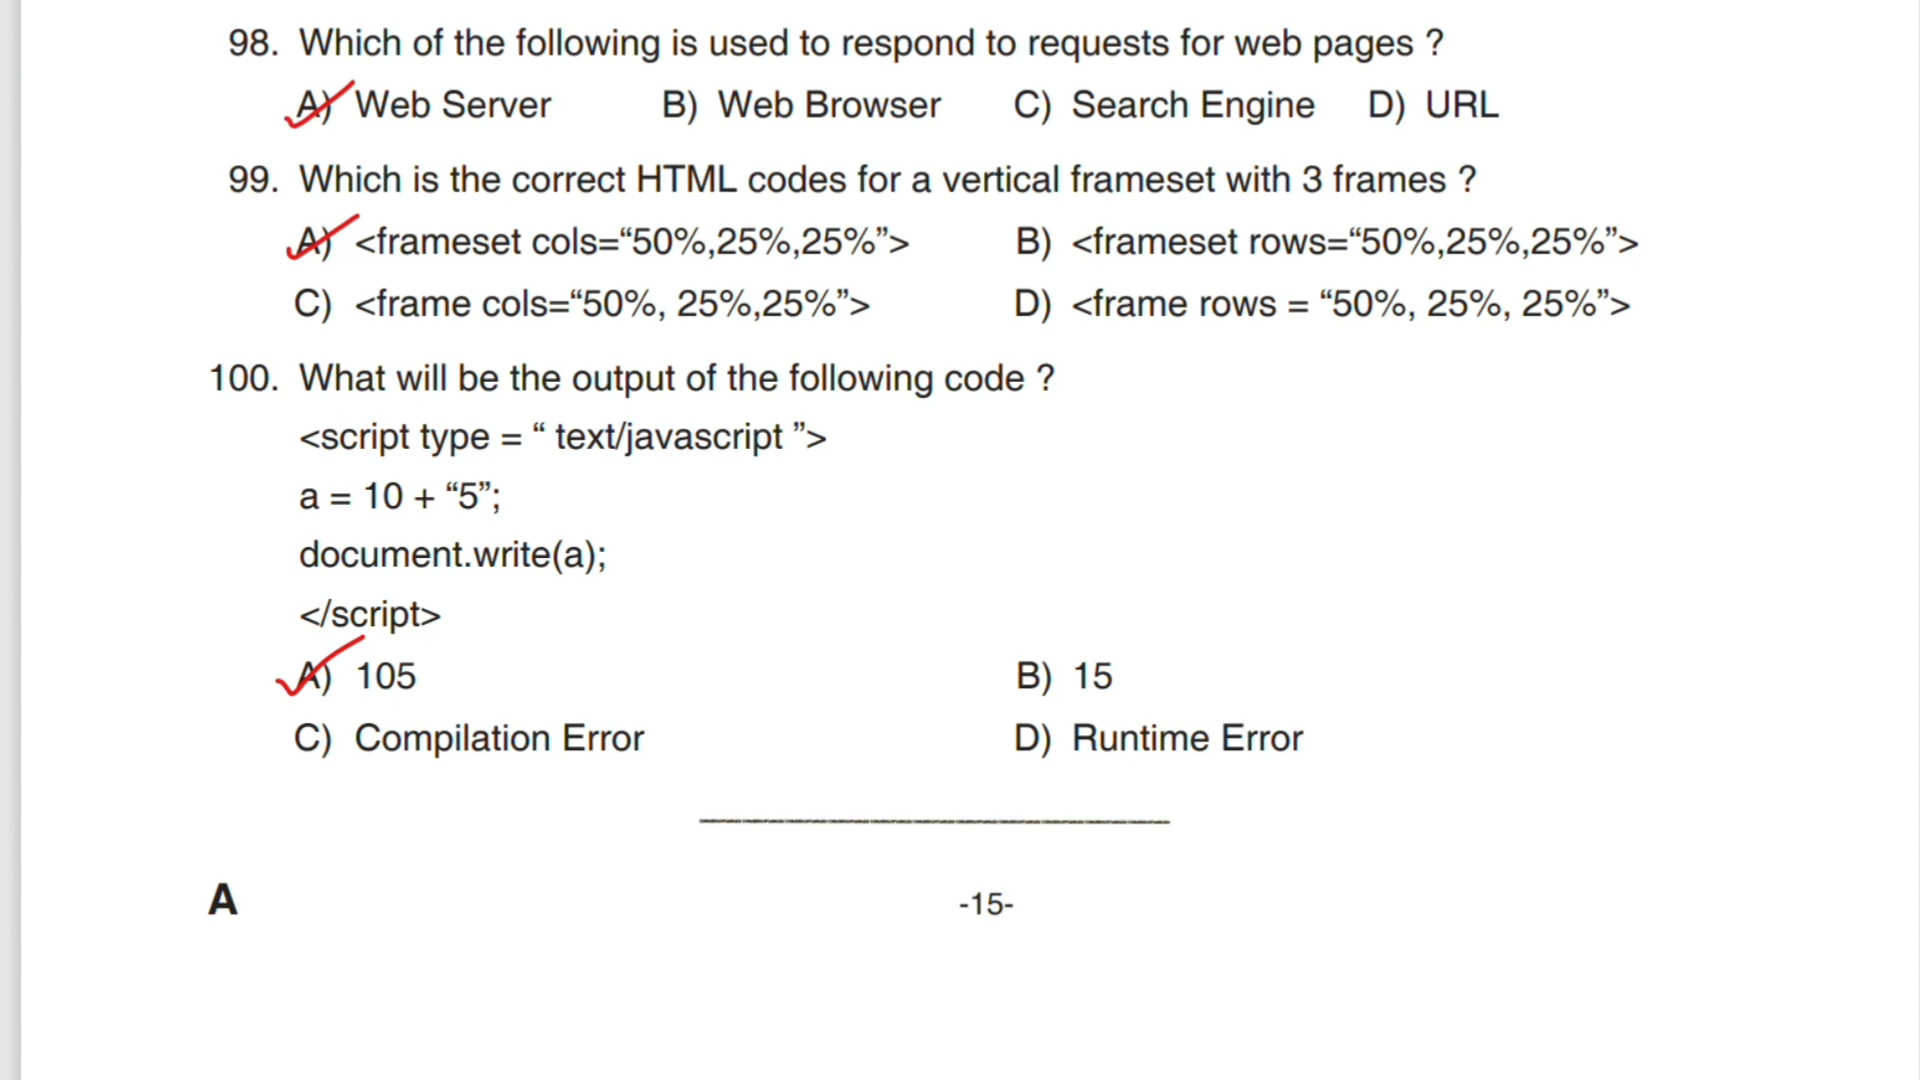 98. Which of the following is used to respond to requests for web pages ?
A) Web Server B) Web Browser C) Search Engine D) URL
99. Which is the correct HTML codes for a vertical frameset with 3 frames ?
A) <frameset cols=“50%,25%,25%”> B) <frameset rows=“50%,25%,25%”>
C) <frame cols=“50%, 25%,25%”> D) <frame rows = “50%, 25%, 25%”>
100. What will be the output of the following code ?
<script type = “ text/javascript ”>
a = 10 + “5”;
document.write(a);
</script>
A) 105 B) 15
C) Compilation Error D) Runtime Error
A -15-